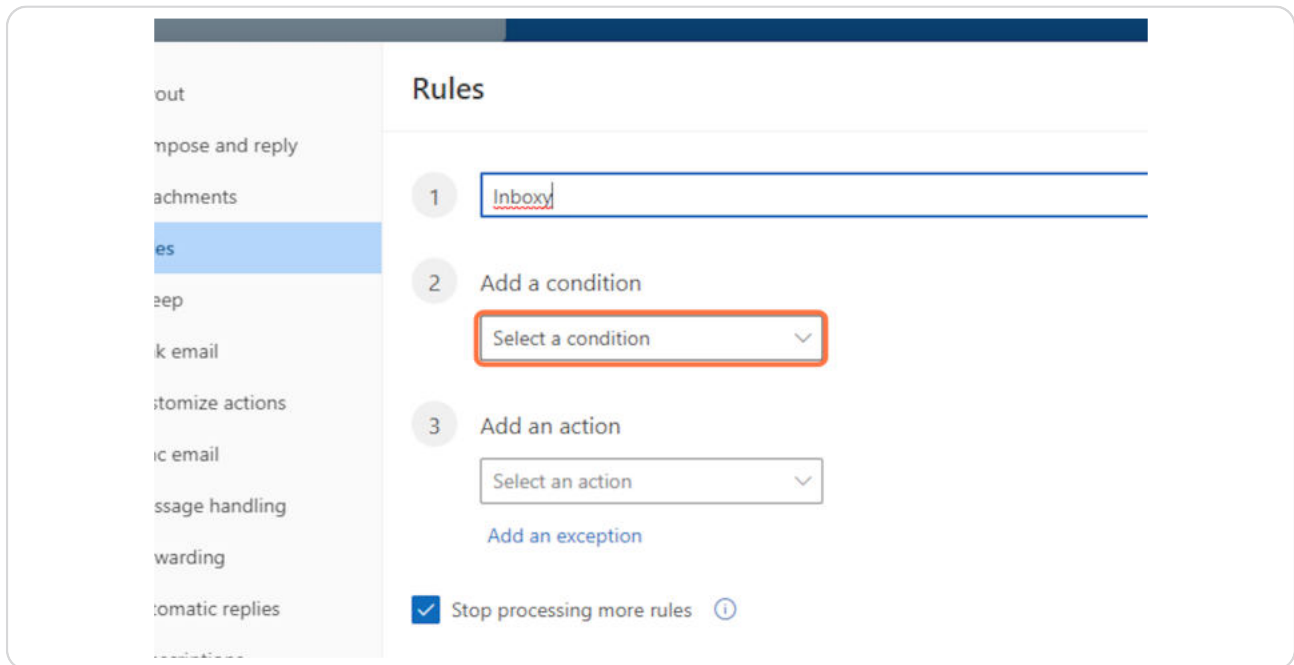 Rules
out
mpose and reply
achments
es
eep
k email
stomize actions
c email
ssage handling
warding
tomatic replies
1
Inboxy
2
Add a condition
Select a condition
3
Add an action
Select an action
Add an exception
Stop processing more rules